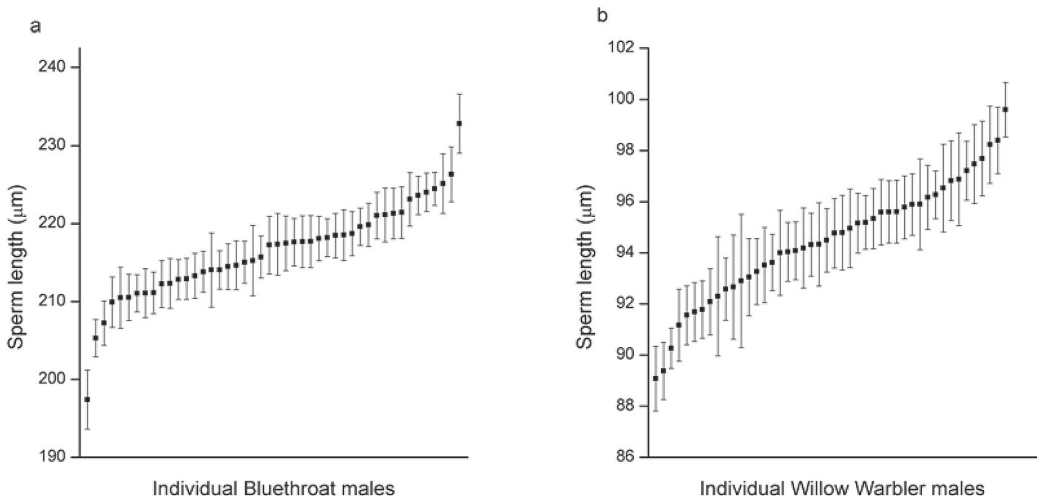 a
240
230
220
210
200
190
Sperm length (μm)
Individual Bluethroat males
b
102
100
98
96
94
92
90
88
86
Sperm length (μm)
Individual Willow Warbler males